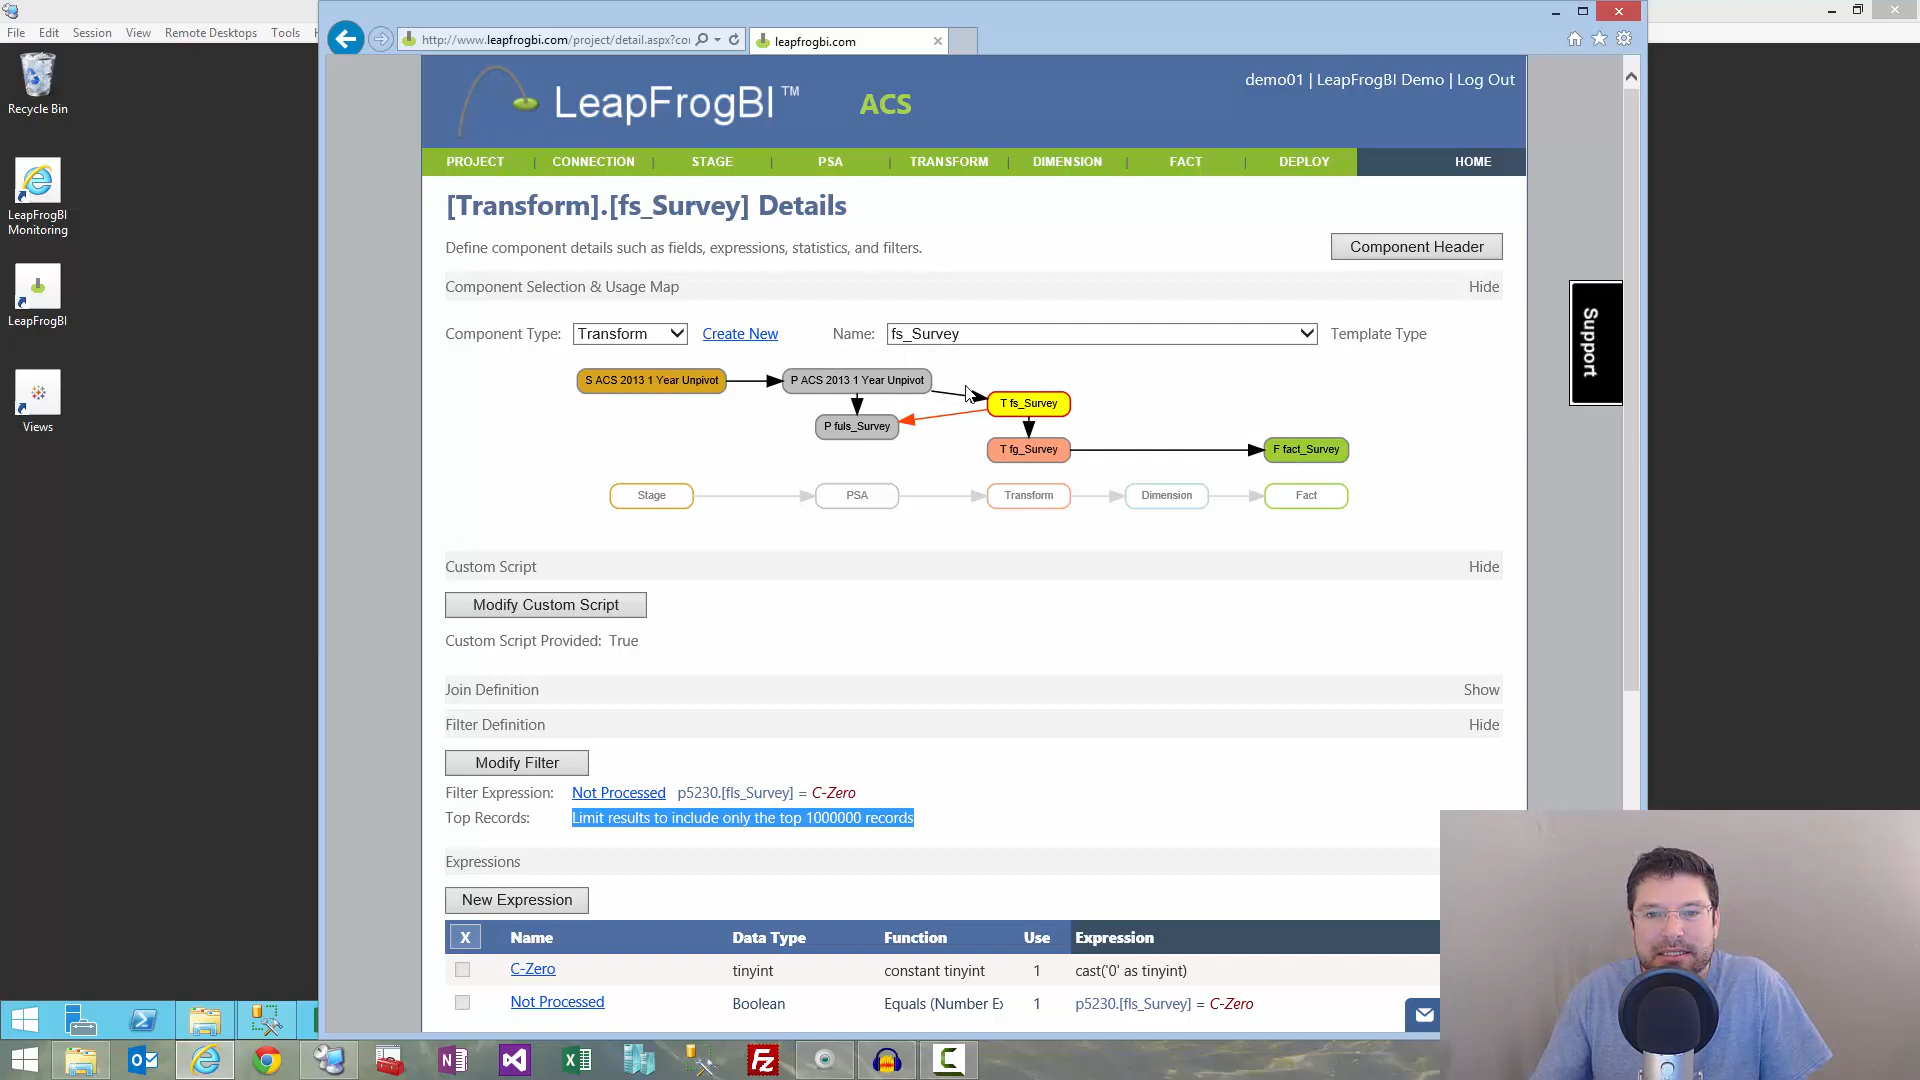 File Edit Session View Remote Desktops Tools
http://www.leapfrogbi.com/project/detail.aspx?co
leapfrogbi.com
Recycle Bin
LeapFrogBI
Monitoring
LeapFrogBI
Views
LeapFrogBI™ ACS
demo01 | LeapFrogBI Demo | Log Out
PROJECT | CONNECTION | STAGE | PSA | TRANSFORM | DIMENSION | FACT | DEPLOY HOME
[Transform].[fs_Survey] Details
Define component details such as fields, expressions, statistics, and filters.
Component Header
Component Selection & Usage Map Hide
Component Type: Transform Create New Name: fs_Survey Template Type
S ACS 2013 1 Year Unpivot P ACS 2013 1 Year Unpivot
T fs_Survey
P fuls_Survey
T fg_Survey F fact_Survey
Stage PSA Transform Dimension Fact
Support
Custom Script Hide
Modify Custom Script
Custom Script Provided: True
Join Definition Show
Filter Definition Hide
Modify Filter
Filter Expression: Not Processed p5230.[fls_Survey] = C-Zero
Top Records: Limit results to include only the top 1000000 records
Expressions
New Expression
X Name Data Type Function Use Expression
C-Zero tinyint constant tinyint 1 cast('0' as tinyint)
Not Processed Boolean Equals (Number Ex 1 p5230.[fls_Survey] = C-Zero